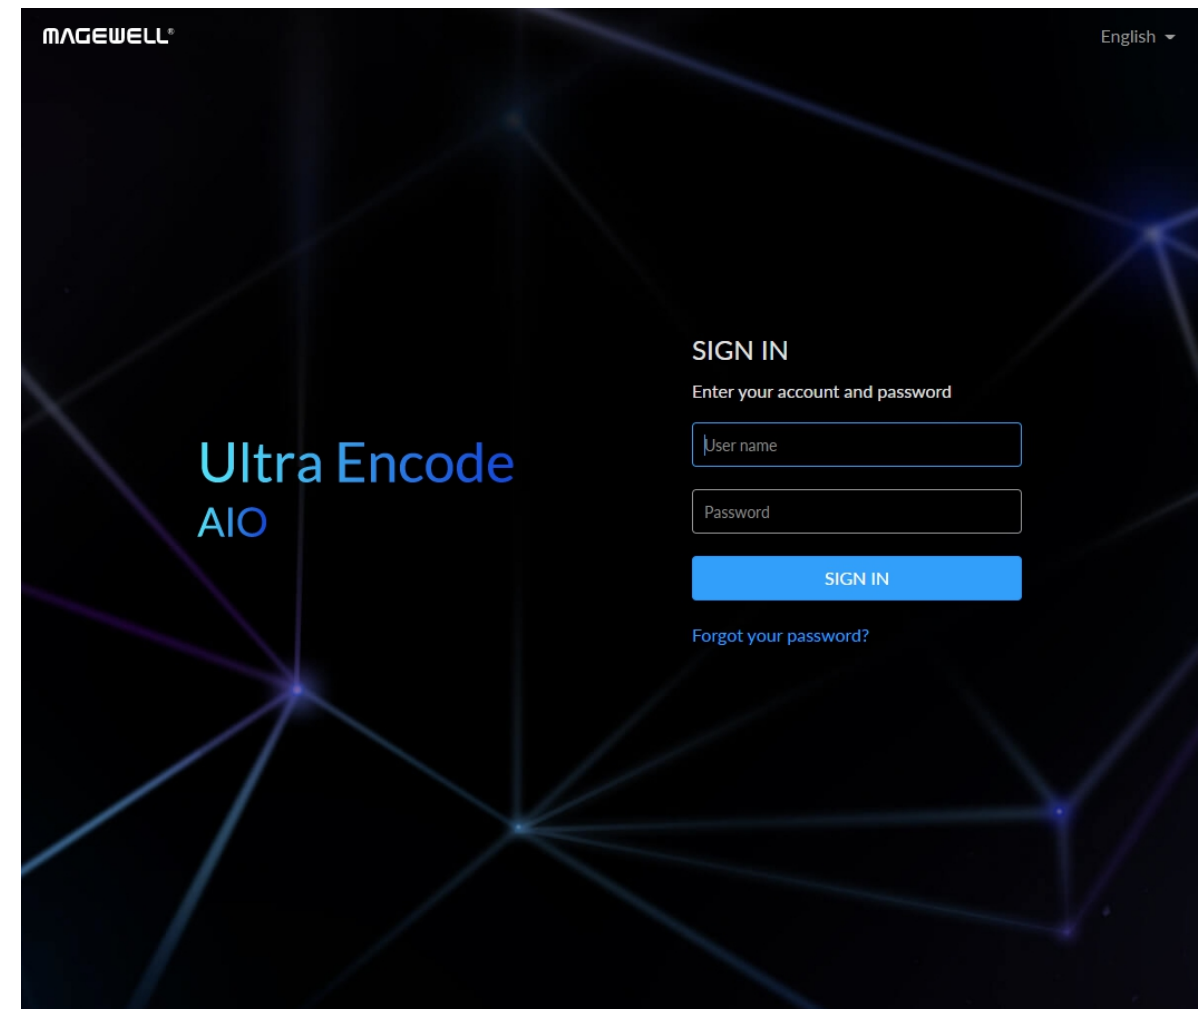 MAGEWELL®
English
Ultra Encode
AIO
SIGN IN
Enter your account and password
User name
Password
SIGN IN
Forgot your password?